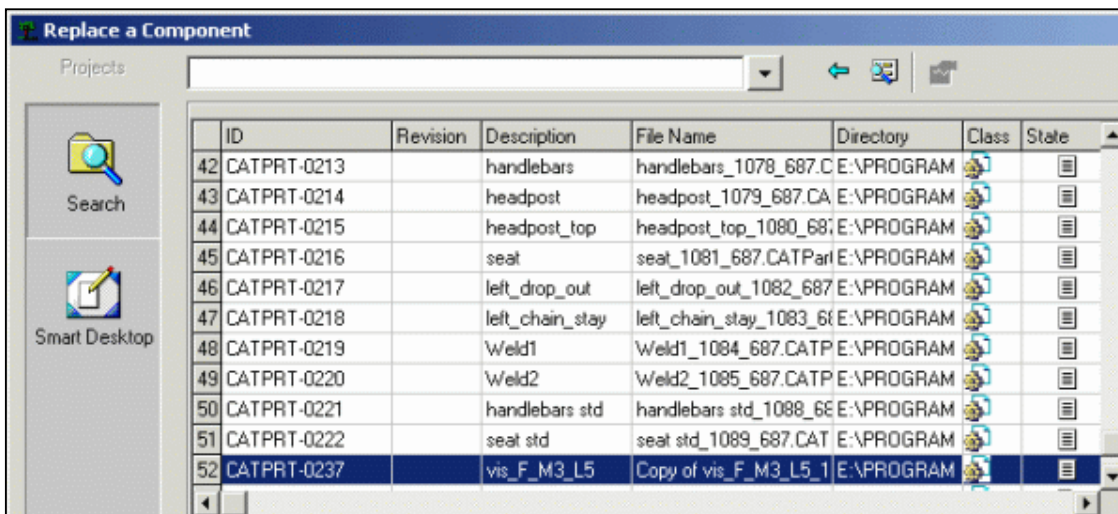 Replace a Component
Projects
ID Revision Description File Name Directory Class State
42 CATPRT-0213 handlebars handlebars_1078_687.C E:\PROGRAM
43 CATPRT-0214 headpost headpost_1079_687.CA E:\PROGRAM
44 CATPRT-0215 headpost_top headpost_top_1080_687 E:\PROGRAM
45 CATPRT-0216 seat seat_1081_687.CATPart E:\PROGRAM
46 CATPRT-0217 left_drop_out left_drop_out_1082_687 E:\PROGRAM
47 CATPRT-0218 left_chain_stay left_chain_stay_1083_68 E:\PROGRAM
48 CATPRT-0219 Weld1 Weld1_1084_687.CATP E:\PROGRAM
49 CATPRT-0220 Weld2 Weld2_1085_687.CATP E:\PROGRAM
50 CATPRT-0221 handlebars std handlebars std_1088_68 E:\PROGRAM
51 CATPRT-0222 seat std seat std_1089_687.CAT E:\PROGRAM
52 CATPRT-0237 vis_F_M3_L5 Copy of vis_F_M3_L5_1 E:\PROGRAM
Search
Smart Desktop